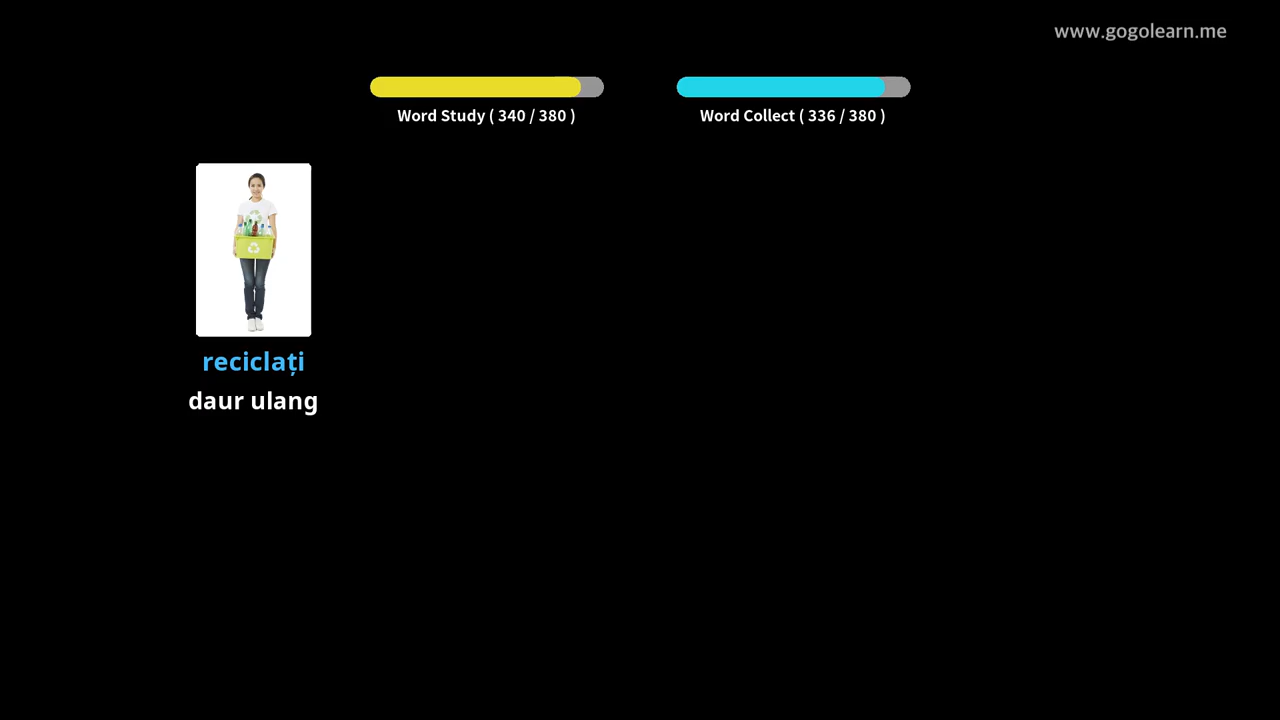 www.gogolearn.me
Word Study ( 340 / 380 )
Word Collect ( 336 / 380 )
reciclați
daur ulang